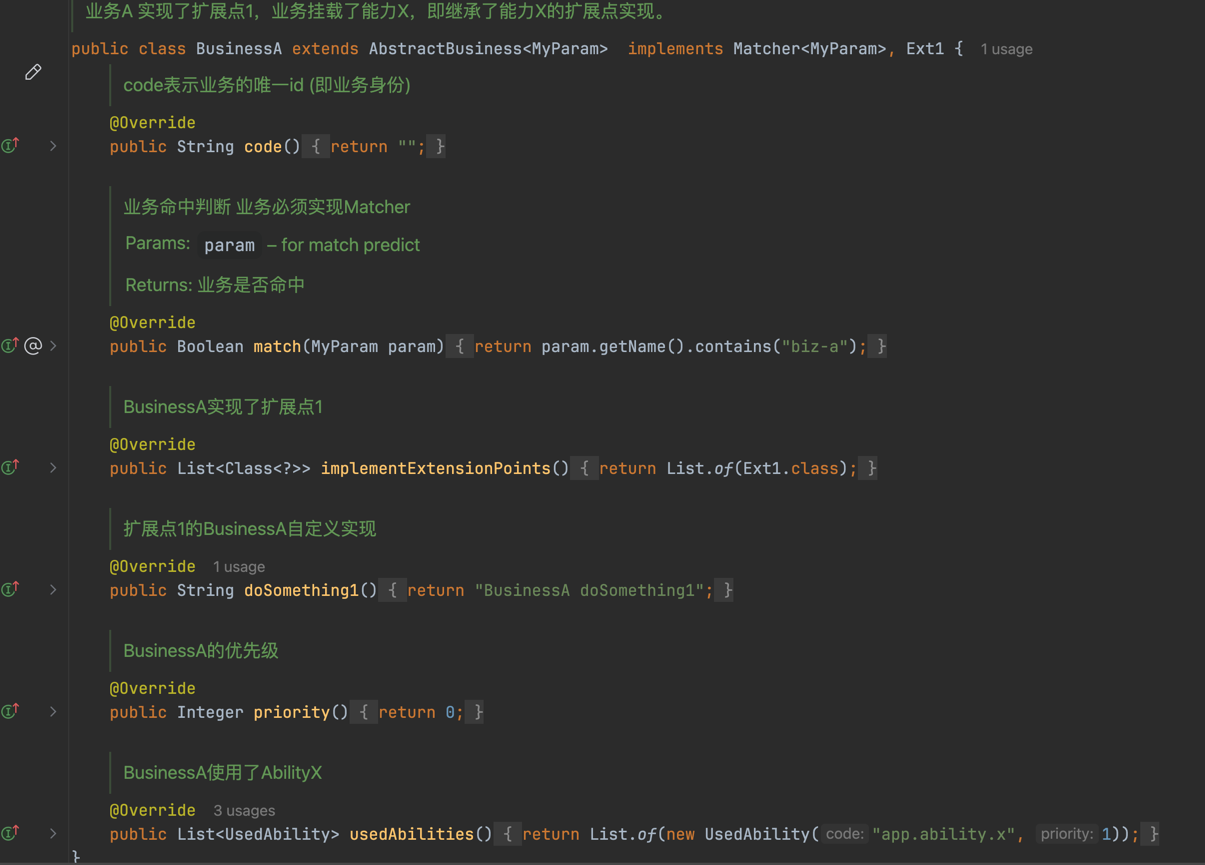 业务A 实现了扩展点1，业务挂载了能力X，即继承了能力X的扩展点实现。
public class BusinessA extends AbstractBusiness<MyParam>  implements Matcher<MyParam>, Ext1 {  1 usage
code表示业务的唯一id (即业务身份)
@Override
public String code() { return ""; }
业务命中判断 业务必须实现Matcher
Params: param – for match predict
Returns: 业务是否命中
@Override
public Boolean match(MyParam param) { return param.getName().contains("biz-a"); }
BusinessA实现了扩展点1
@Override
public List<Class<?>> implementExtensionPoints() { return List.of(Ext1.class); }
扩展点1的BusinessA自定义实现
@Override  1 usage
public String doSomething1() { return "BusinessA doSomething1"; }
BusinessA的优先级
@Override
public Integer priority() { return 0; }
BusinessA使用了AbilityX
@Override  3 usages
public List<UsedAbility> usedAbilities() { return List.of(new UsedAbility( code: "app.ability.x", priority: 1)); }
}